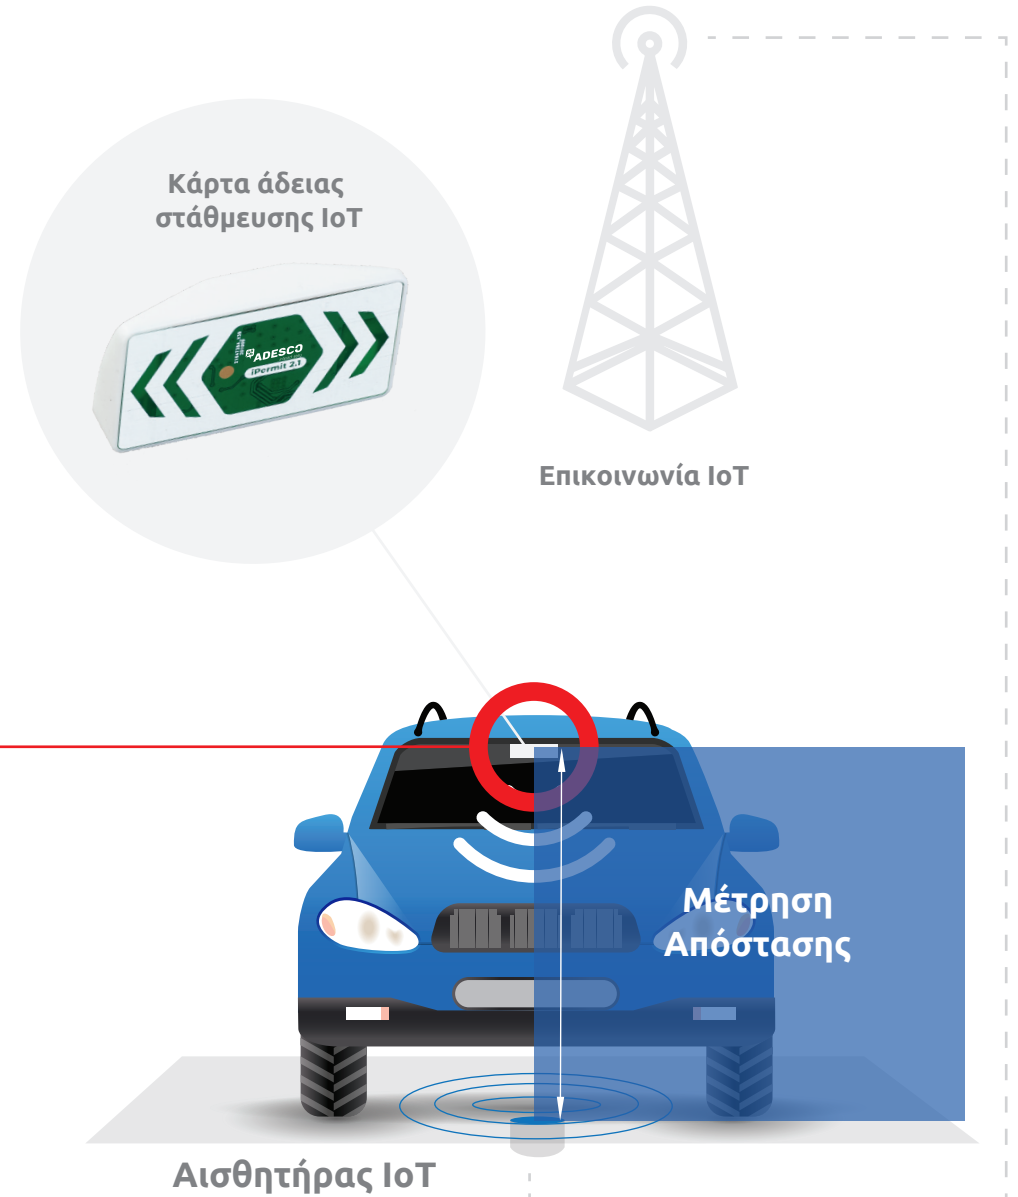 Κάρτα άδειας
στάθμευσης IoT
ADESCO
iPermit 2.1
Επικοινωνία IoT
Μέτρηση
Απόστασης
Αισθητήρας IoT